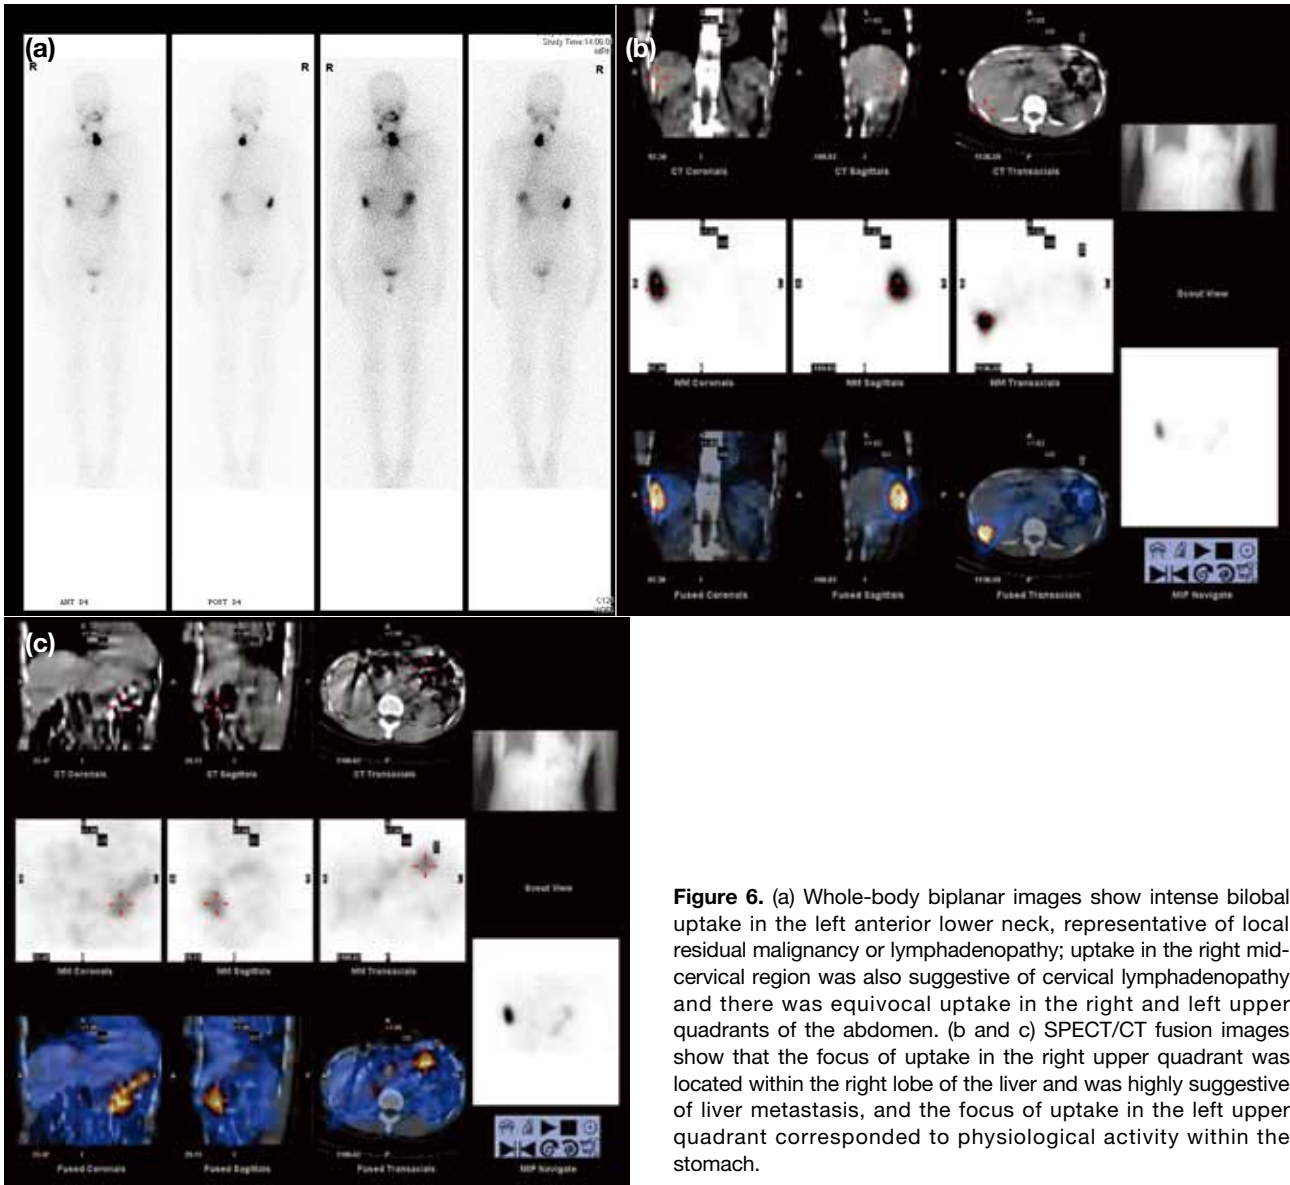 (a)
Study Time:14:06:0
MRN
R
R
R
R
ANT D4
POST D4
(b)
CT Coronals
CT Sagittals
CT Transaxials
NM Coronals
NM Sagittals
NM Transaxials
Scout View
Fused Coronals
Fused Sagittals
Fused Transaxials
MIP Navigate
(c)
CT Coronals
CT Sagittals
CT Transaxials
NM Coronals
NM Sagittals
NM Transaxials
Scout View
Fused Coronals
Fused Sagittals
Fused Transaxials
MIP Navigate
Figure 6. (a) Whole-body biplanar images show intense bilobal
uptake in the left anterior lower neck, representative of local
residual malignancy or lymphadenopathy; uptake in the right mid-
cervical region was also suggestive of cervical lymphadenopathy
and there was equivocal uptake in the right and left upper
quadrants of the abdomen. (b and c) SPECT/CT fusion images
show that the focus of uptake in the right upper quadrant was
located within the right lobe of the liver and was highly suggestive
of liver metastasis, and the focus of uptake in the left upper
quadrant corresponded to physiological activity within the
stomach.